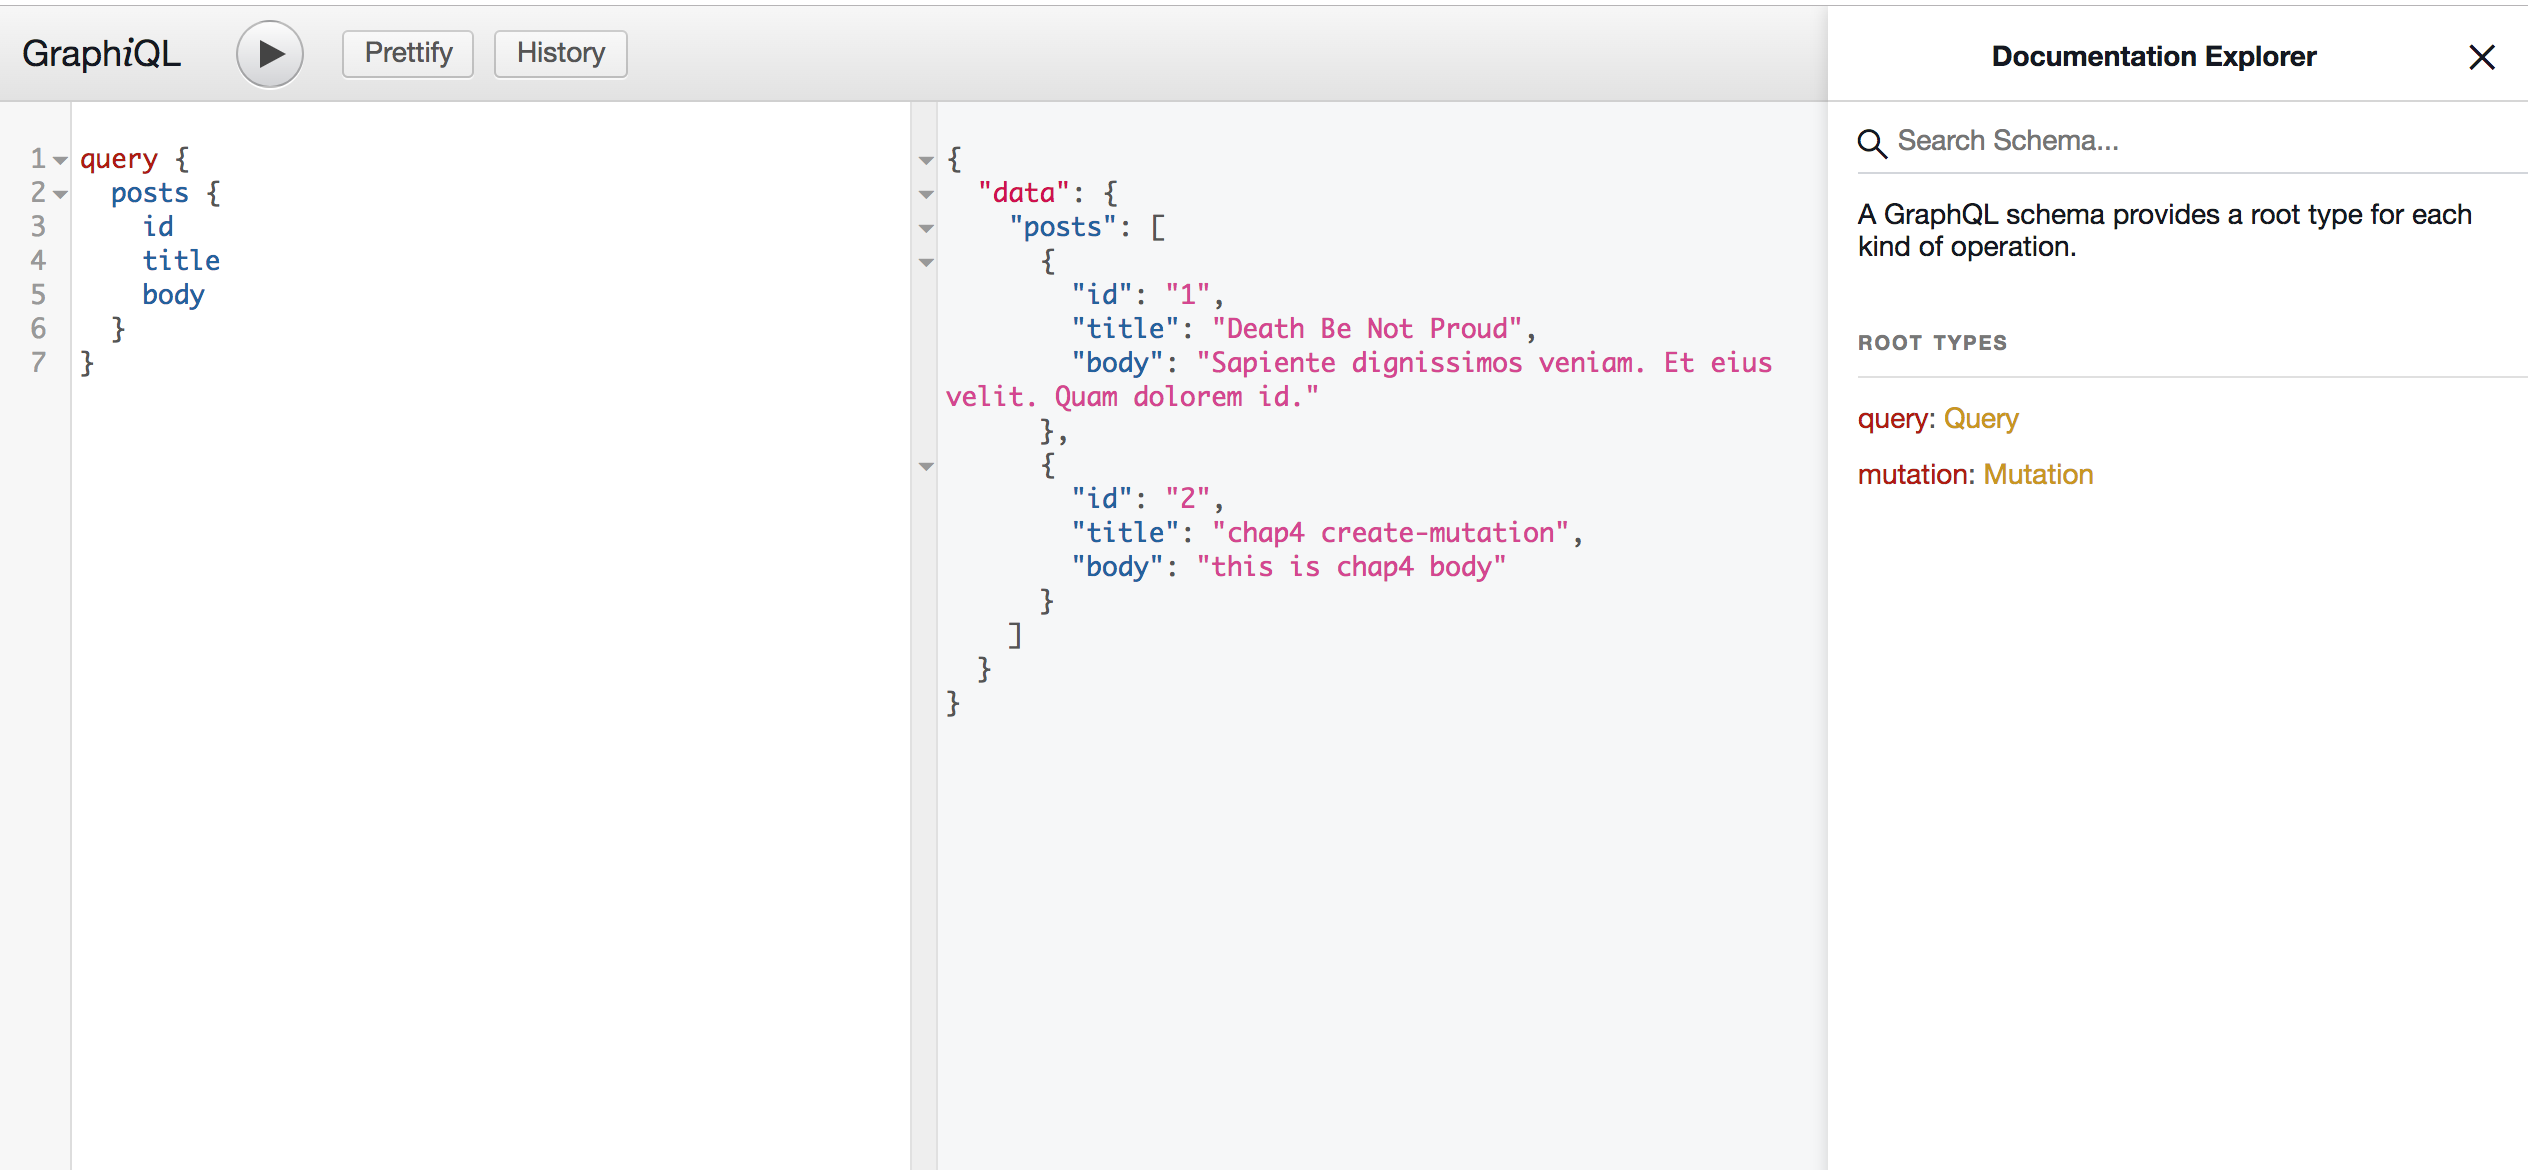 GraphiQL
Prettify
History
1 query {
2   posts {
3     id
4     title
5     body
6   }
7 }
{
  "data": {
    "posts": [
      {
        "id": "1",
        "title": "Death Be Not Proud",
        "body": "Sapiente dignissimos veniam. Et eius
velit. Quam dolorem id."
      },
      {
        "id": "2",
        "title": "chap4 create-mutation",
        "body": "this is chap4 body"
      }
    ]
  }
}
Documentation Explorer
Search Schema...
A GraphQL schema provides a root type for each
kind of operation.
ROOT TYPES
query: Query
mutation: Mutation